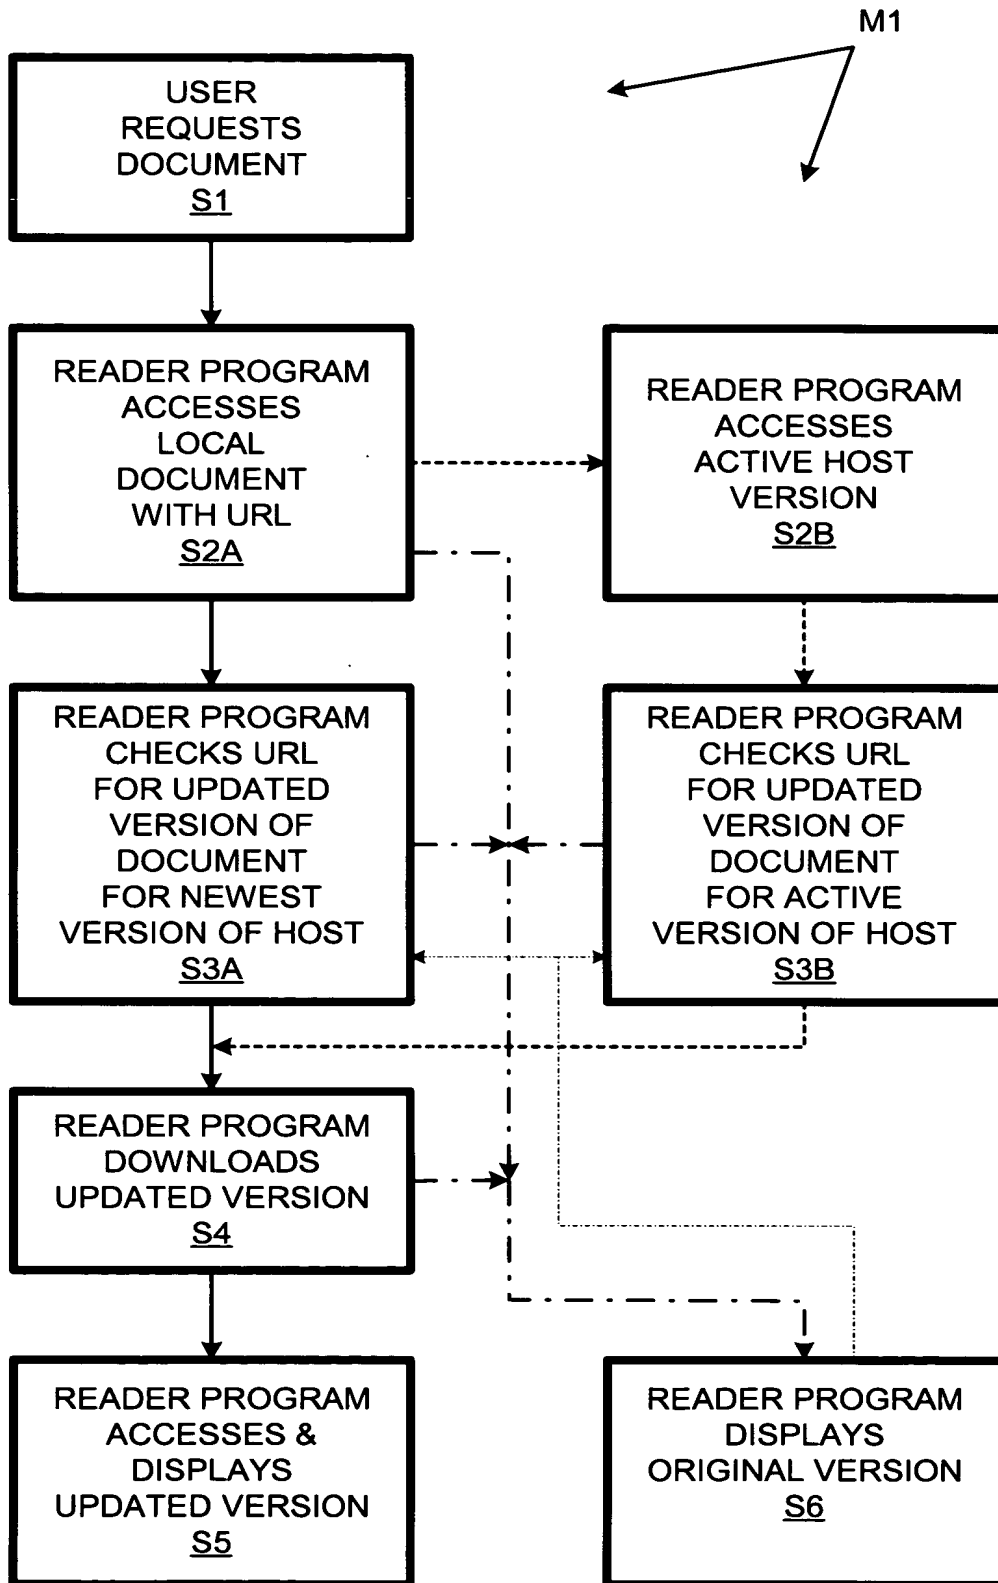 M1
USER
REQUESTS
DOCUMENT
S1
READER PROGRAM
ACCESSES
LOCAL
DOCUMENT
WITH URL
S2A
READER PROGRAM
ACCESSES
ACTIVE HOST
VERSION
S2B
READER PROGRAM
CHECKS URL
FOR UPDATED
VERSION OF
DOCUMENT
FOR NEWEST
VERSION OF HOST
S3A
READER PROGRAM
CHECKS URL
FOR UPDATED
VERSION OF
DOCUMENT
FOR ACTIVE
VERSION OF HOST
S3B
READER PROGRAM
DOWNLOADS
UPDATED VERSION
S4
READER PROGRAM
ACCESSES &
DISPLAYS
UPDATED VERSION
S5
READER PROGRAM
DISPLAYS
ORIGINAL VERSION
S6